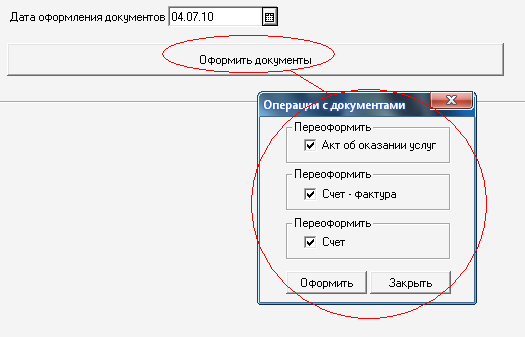 Дата оформления документов 04.07.10
Оформить документы
Операции с документами
Переоформить
Акт об оказании услуг
Переоформить
Счет - фактура
Переоформить
Счет
Оформить Закрыть